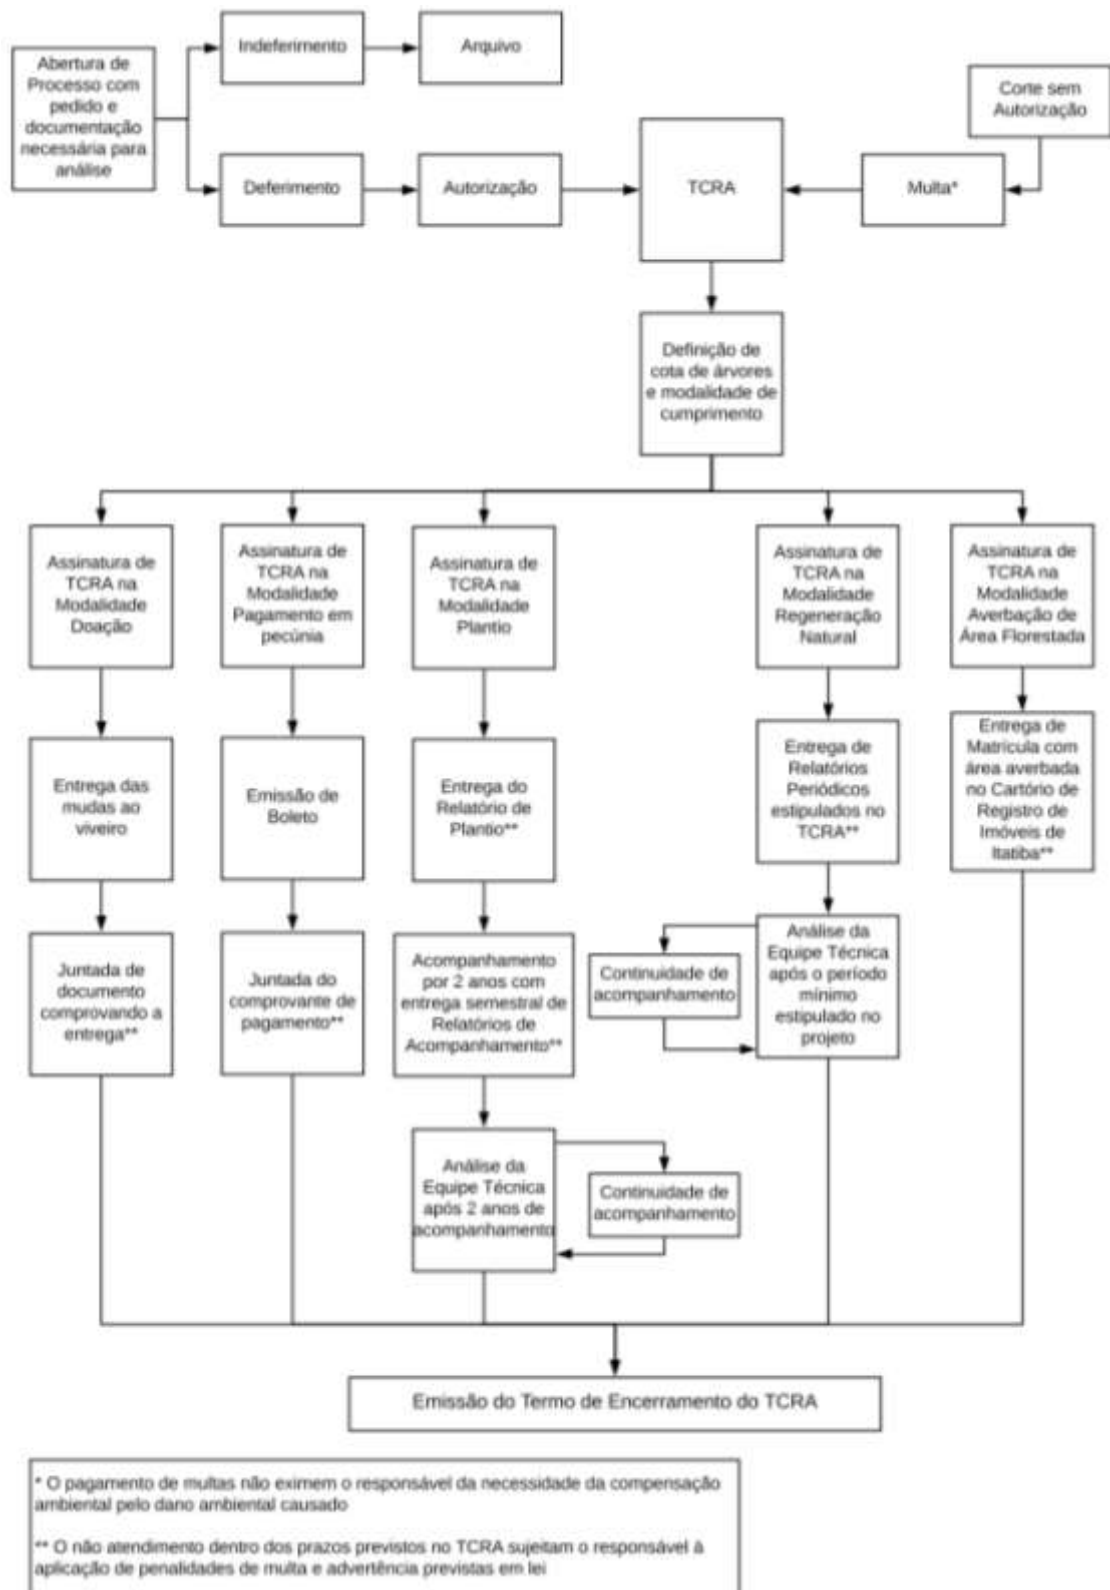 Abertura de
Processo com
pedido e
documentação
necessária para
análise
Indeferimento
Arquivo
Deferimento
Autorização
TCRA
Multa*
Corte sem
Autorização
Definição de
cota de árvores
e modalidade de
cumprimento
Assinatura de
TCRA na
Modalidade
Doação
Assinatura de
TCRA na
Modalidade
Pagamento em
pecúnia
Assinatura de
TCRA na
Modalidade
Plantio
Assinatura de
TCRA na
Modalidade
Regeneração
Natural
Assinatura de
TCRA na
Modalidade
Averbação de
Área Florestada
Entrega das
mudas ao
viveiro
Emissão de
Boleto
Entrega do
Relatório de
Plantio**
Entrega de
Relatórios
Periódicos
estipulados no
TCRA**
Entrega de
Matrícula com
área averbada
no Cartório de
Registro de
Imóveis de
Itatiba**
Juntada de
documento
comprovando a
entrega**
Juntada do
comprovante de
pagamento**
Acompanhamento
por 2 anos com
entrega semestral de
Relatórios de
Acompanhamento**
Continuidade de
acompanhamento
Análise da
Equipe Técnica
após o período
mínimo
estipulado no
projeto
Análise da
Equipe Técnica
após 2 anos de
acompanhamento
Continuidade de
acompanhamento
Emissão do Termo de Encerramento do TCRA
* O pagamento de multas não eximem o responsável da necessidade da compensação
ambiental pelo dano ambiental causado
** O não atendimento dentro dos prazos previstos no TCRA sujeitam o responsável à
aplicação de penalidades de multa e advertência previstas em lei